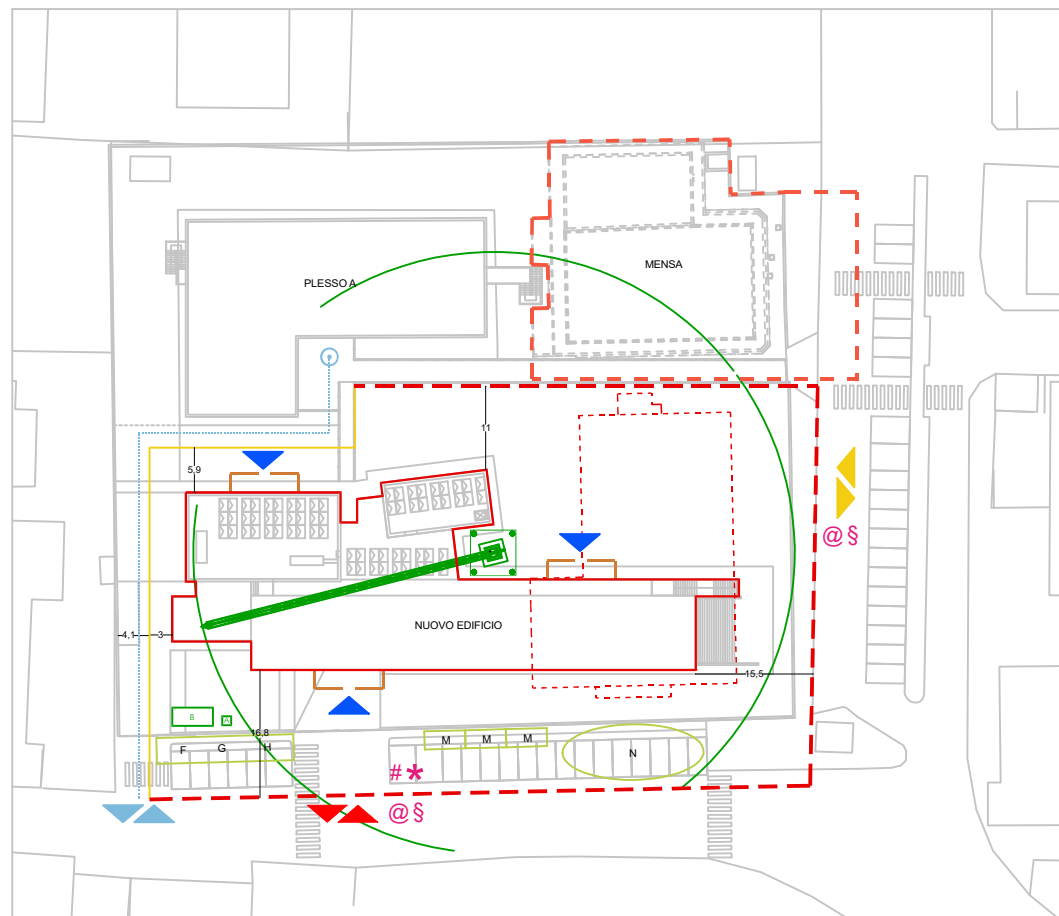 MENSA
PLESSO A
11
5,9
@§
NUOVO EDIFICIO
4,1
3
15,5
B
A
16,8
F
G
H
M
M
M
N
#*
@§